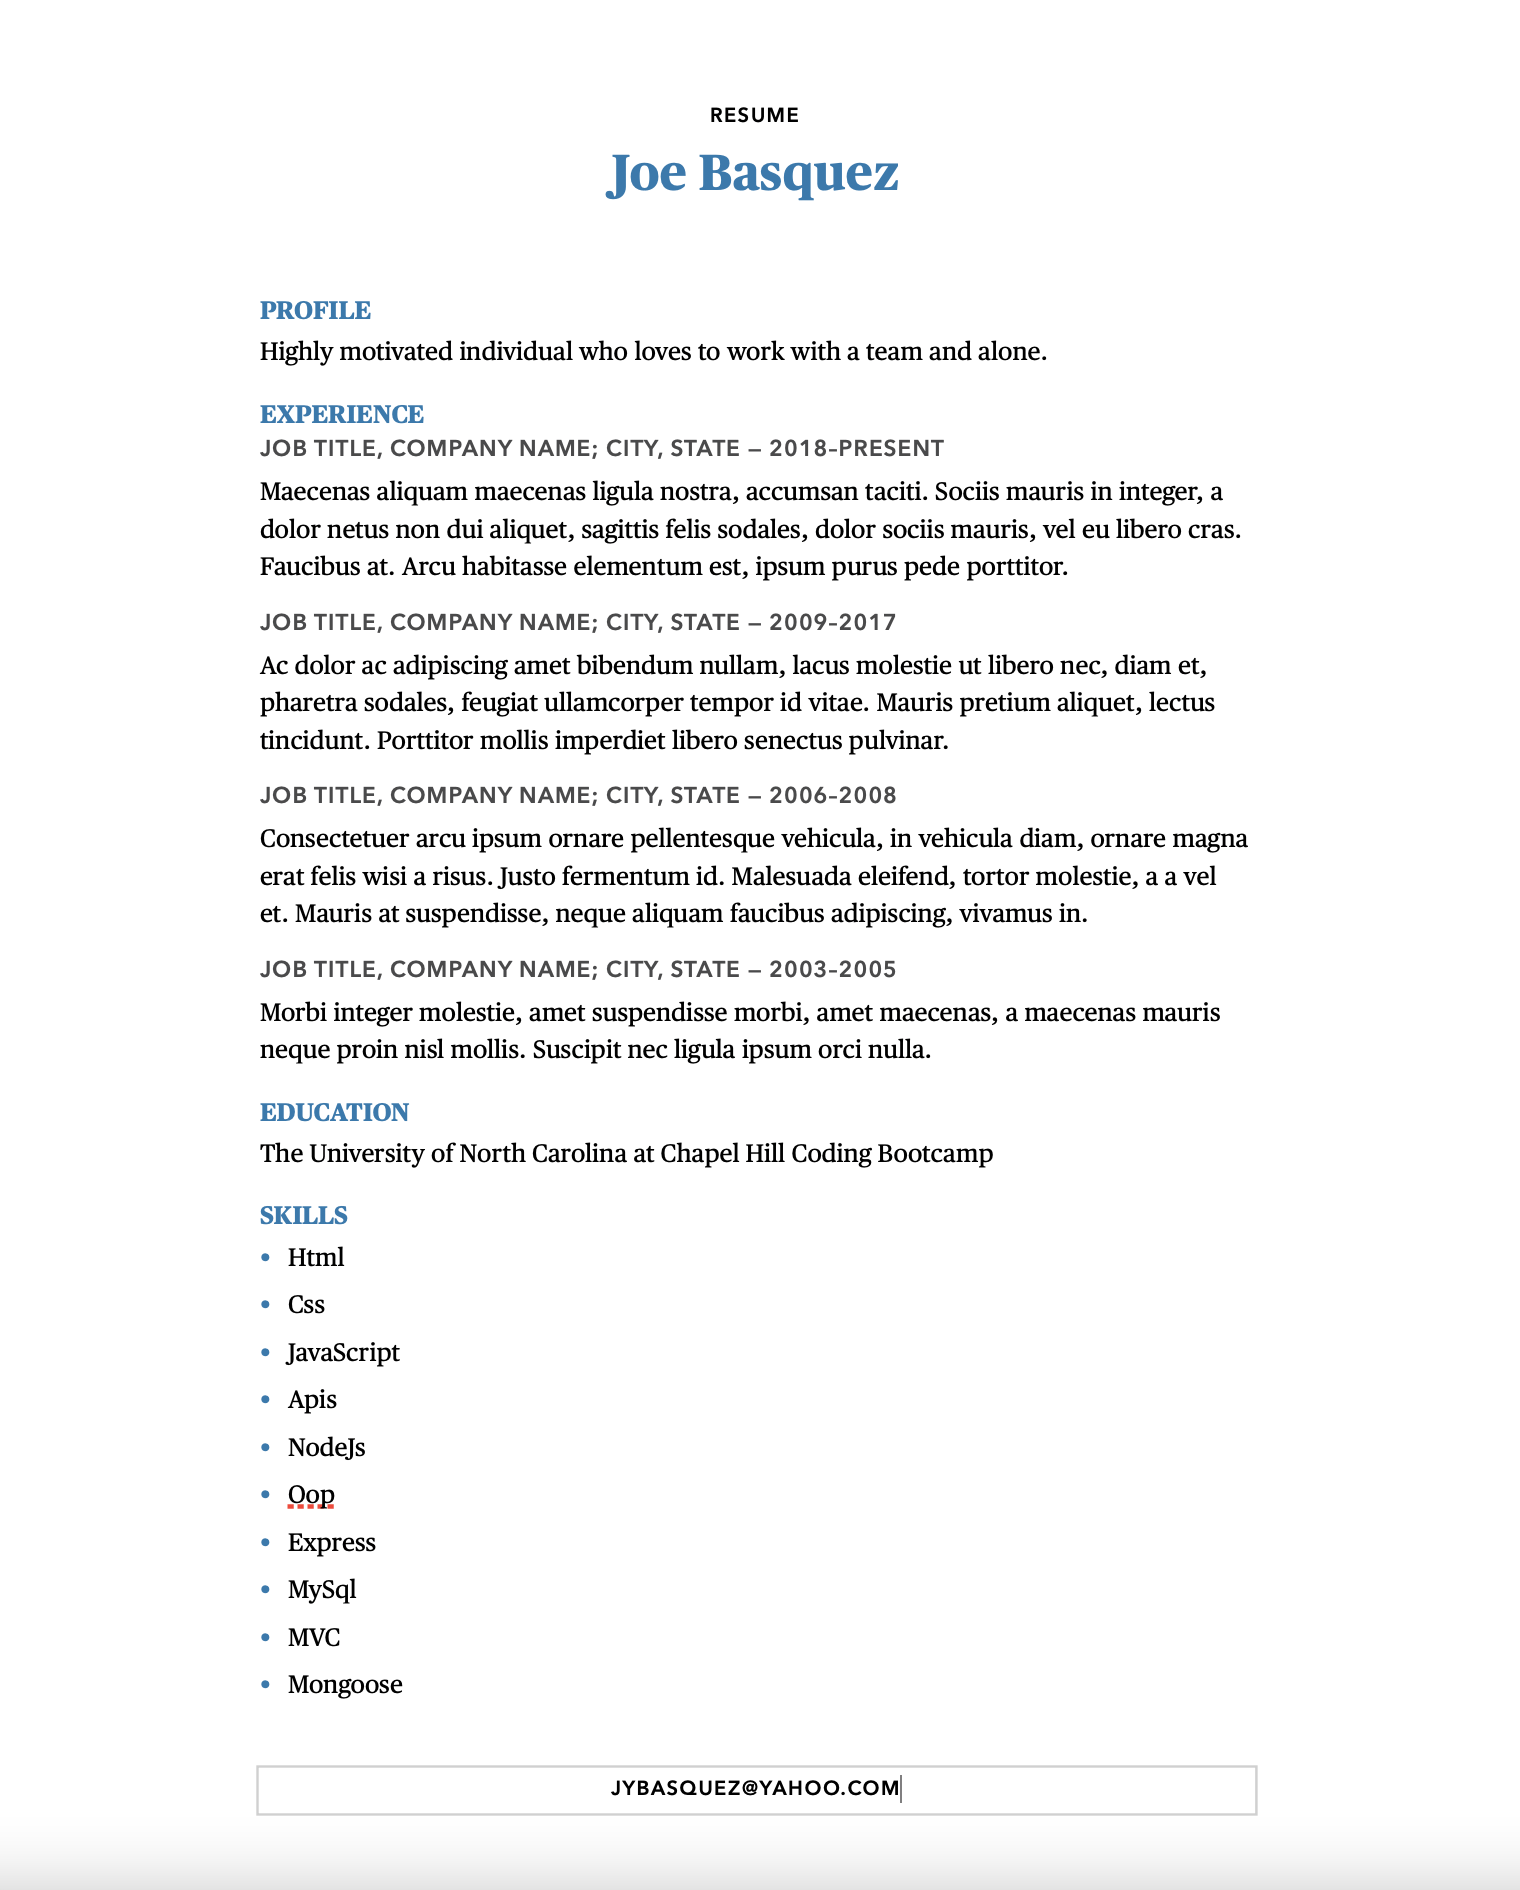 RESUME
Joe Basquez
PROFILE
Highly motivated individual who loves to work with a team and alone.
EXPERIENCE
JOB TITLE, COMPANY NAME; CITY, STATE — 2018–PRESENT
Maecenas aliquam maecenas ligula nostra, accumsan taciti. Sociis mauris in integer, a
dolor netus non dui aliquet, sagittis felis sodales, dolor sociis mauris, vel eu libero cras.
Faucibus at. Arcu habitasse elementum est, ipsum purus pede porttitor.
JOB TITLE, COMPANY NAME; CITY, STATE — 2009–2017
Ac dolor ac adipiscing amet bibendum nullam, lacus molestie ut libero nec, diam et,
pharetra sodales, feugiat ullamcorper tempor id vitae. Mauris pretium aliquet, lectus
tincidunt. Porttitor mollis imperdiet libero senectus pulvinar.
JOB TITLE, COMPANY NAME; CITY, STATE — 2006–2008
Consectetuer arcu ipsum ornare pellentesque vehicula, in vehicula diam, ornare magna
erat felis wisi a risus. Justo fermentum id. Malesuada eleifend, tortor molestie, a a vel
et. Mauris at suspendisse, neque aliquam faucibus adipiscing, vivamus in.
JOB TITLE, COMPANY NAME; CITY, STATE — 2003–2005
Morbi integer molestie, amet suspendisse morbi, amet maecenas, a maecenas mauris
neque proin nisl mollis. Suscipit nec ligula ipsum orci nulla.
EDUCATION
The University of North Carolina at Chapel Hill Coding Bootcamp
SKILLS
• Html
• Css
• JavaScript
• Apis
• NodeJs
• Oop
• Express
• MySql
• MVC
• Mongoose
JYBASQUEZ@YAHOO.COM